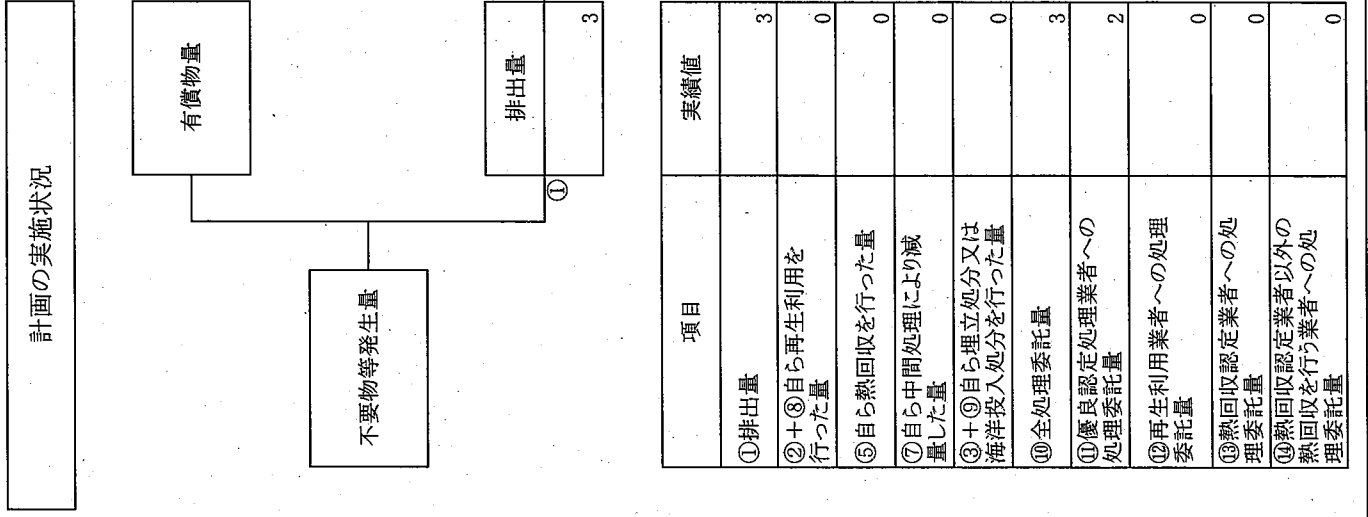 計画の実施状況
有償物量
不要物等発生量
排出量
① 3
項目 実績値
①排出量 3
②+⑧自ら再生利用を
行った量 0
⑤自ら熱回収を行った量 0
⑦自ら中間処理により減
量した量 0
③+⑨自ら埋立処分又は
海洋投入処分を行った量 0
⑩全処理委託量 3
⑪優良認定処理業者への
処理委託量 2
⑫再生利用業者への処理
委託量 0
⑬熱回収認定業者への処
理委託量 0
⑭熱回収認定業者以外の
熱回収を行う業者への処
理委託量 0